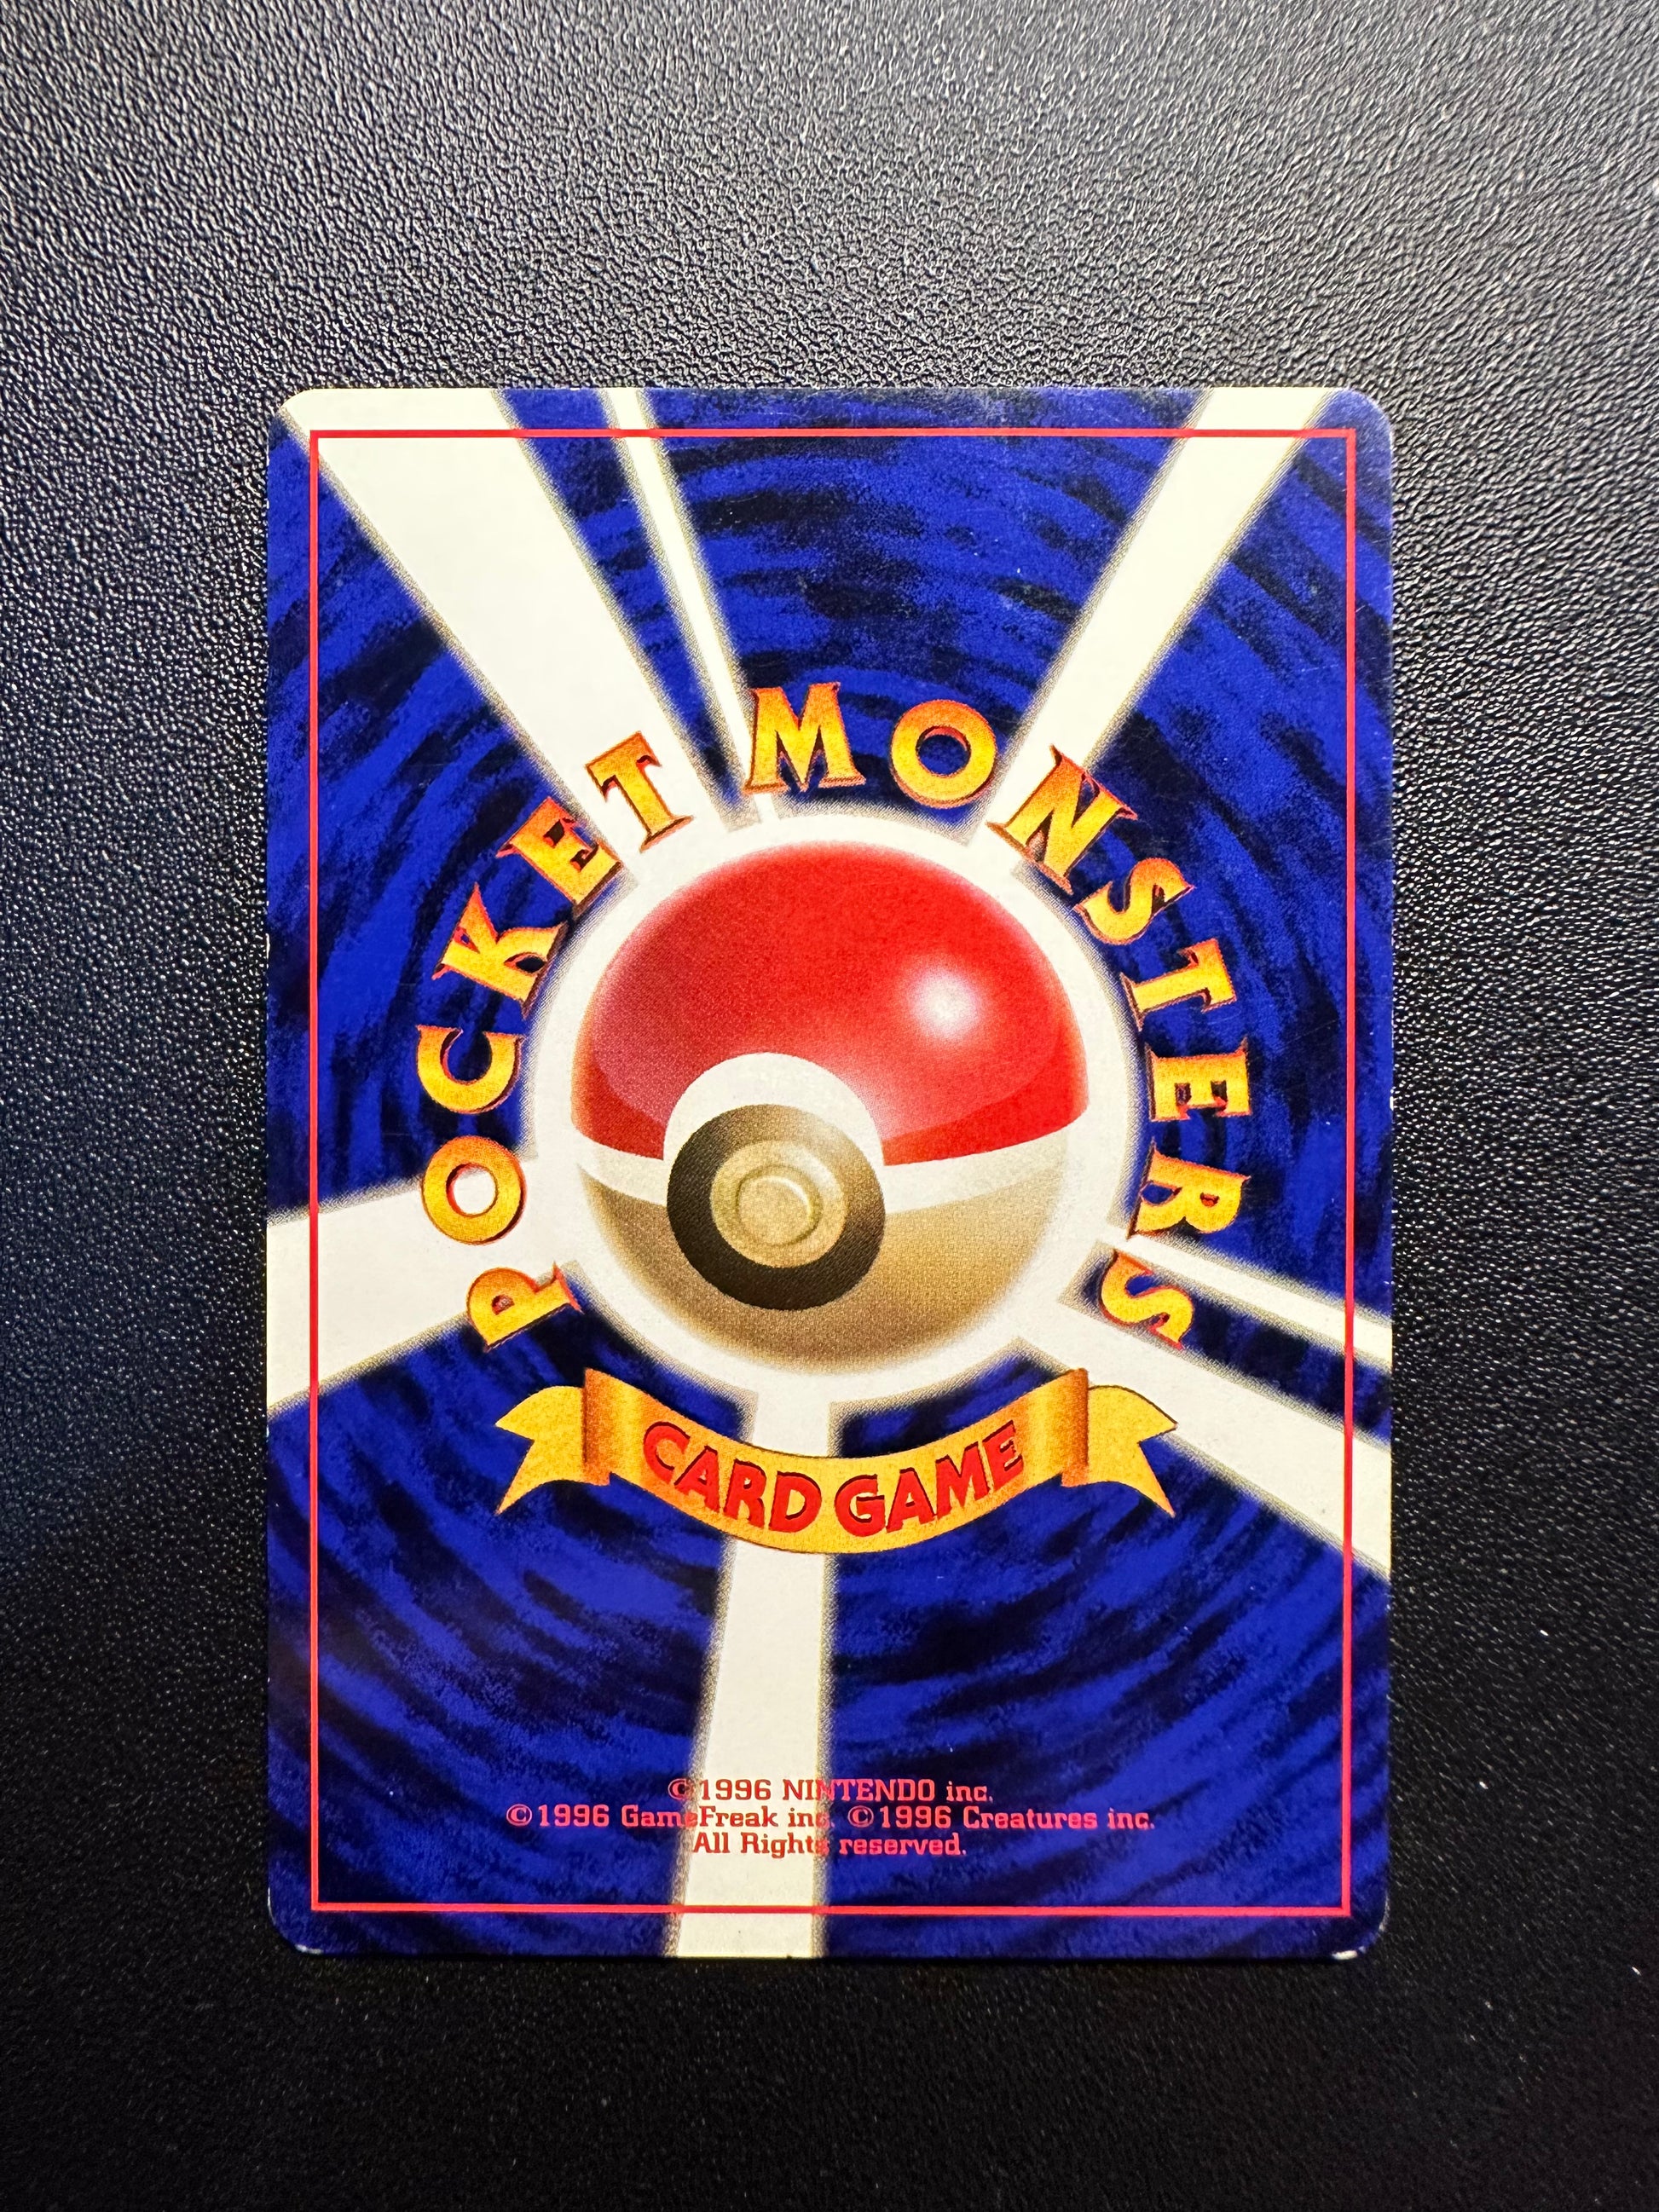 POCKET MONSTERS
CARD GAME
©1996 NINTENDO inc.
©1996 GameFreak inc. ©1996 Creatures inc.
All Rights reserved.